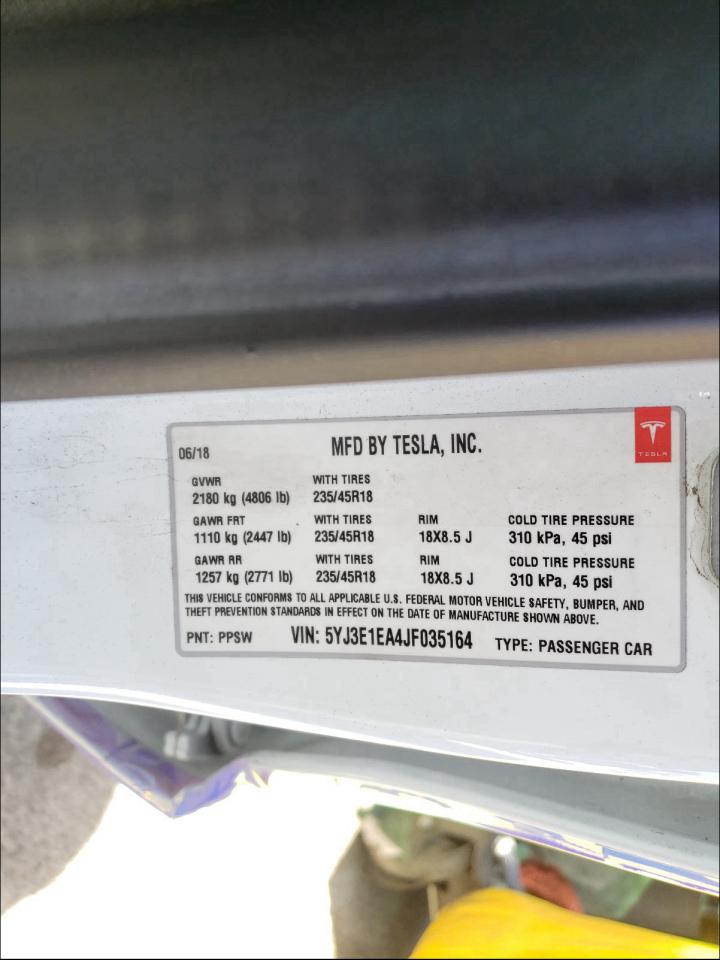 06/18 MFD BY TESLA, INC.
TESLA
GVWR WITH TIRES
2180 kg (4806 lb) 235/45R18
GAWR FRT WITH TIRES RIM COLD TIRE PRESSURE
1110 kg (2447 lb) 235/45R18 18X8.5 J 310 kPa, 45 psi
GAWR RR WITH TIRES RIM COLD TIRE PRESSURE
1257 kg (2771 lb) 235/45R18 18X8.5 J 310 kPa, 45 psi
THIS VEHICLE CONFORMS TO ALL APPLICABLE U.S. FEDERAL MOTOR VEHICLE SAFETY, BUMPER, AND
THEFT PREVENTION STANDARDS IN EFFECT ON THE DATE OF MANUFACTURE SHOWN ABOVE.
PNT: PPSW VIN: 5YJ3E1EA4JF035164 TYPE: PASSENGER CAR